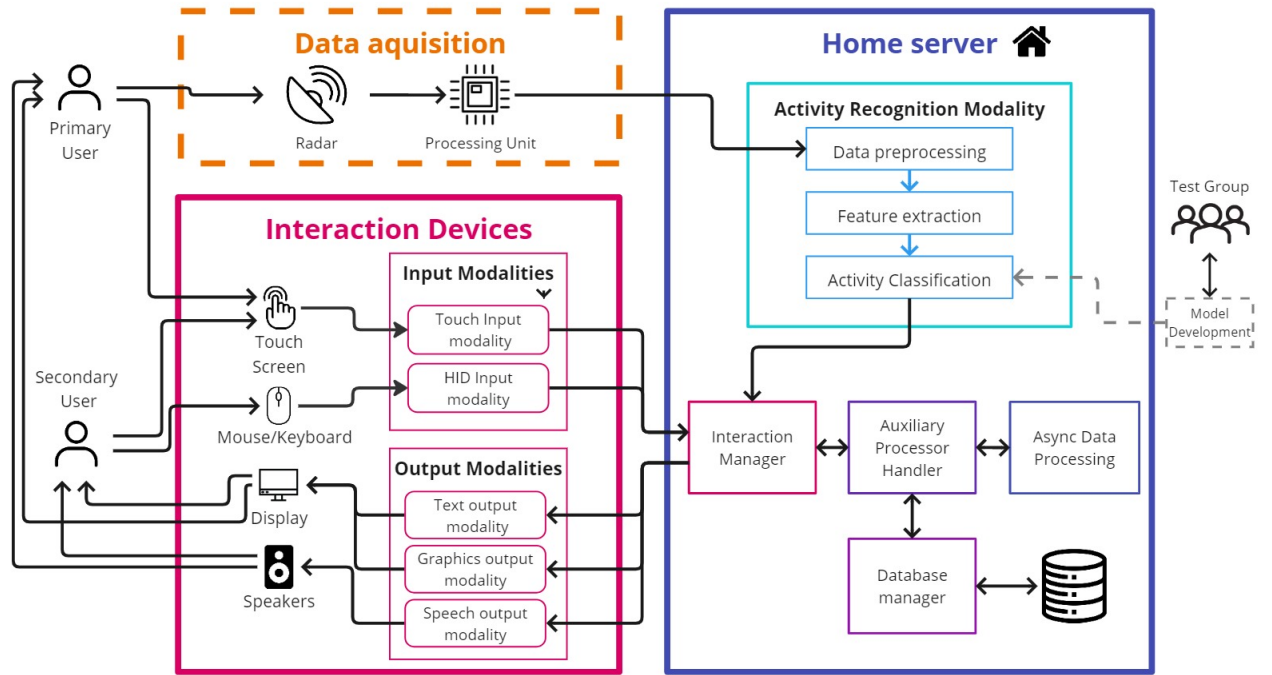 Data aquisition
Primary
User
Radar
Processing Unit
Interaction Devices
Input Modalities
Touch Input
modality
HID Input
modality
Touch
Screen
Secondary
User
Mouse/Keyboard
Output Modalities
Text output
modality
Graphics output
modality
Speech output
modality
Display
Speakers
Home server
Activity Recognition Modality
Data preprocessing
Feature extraction
Activity Classification
Interaction
Manager
Auxiliary
Processor
Handler
Async Data
Processing
Database
manager
Test Group
Model
Development